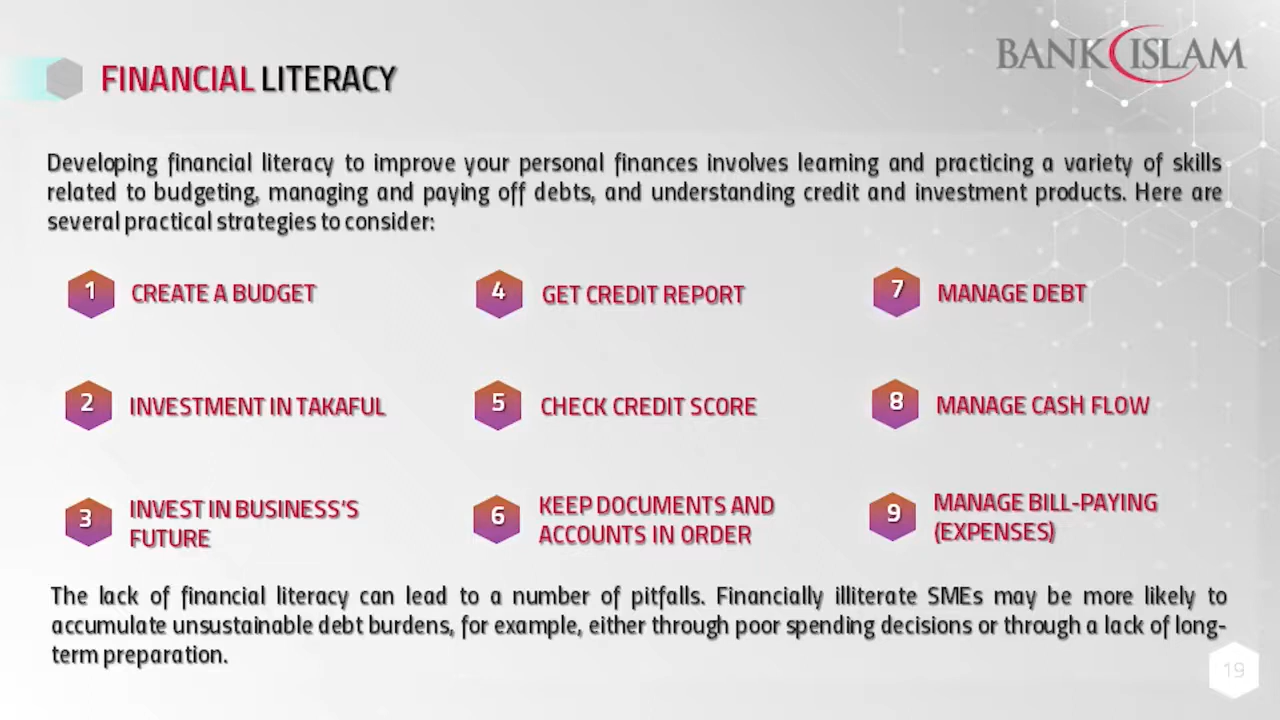 BANK ISLAM
FINANCIAL LITERACY
Developing financial literacy to improve your personal finances involves learning and practicing a variety of skills
related to budgeting, managing and paying off debts, and understanding credit and investment products. Here are
several practical strategies to consider:
1 CREATE A BUDGET
2 INVESTMENT IN TAKAFUL
3 INVEST IN BUSINESS'S
FUTURE
4 GET CREDIT REPORT
5 CHECK CREDIT SCORE
6 KEEP DOCUMENTS AND
ACCOUNTS IN ORDER
7 MANAGE DEBT
8 MANAGE CASH FLOW
9 MANAGE BILL-PAYING
(EXPENSES)
The lack of financial literacy can lead to a number of pitfalls. Financially illiterate SMEs may be more likely to
accumulate unsustainable debt burdens, for example, either through poor spending decisions or through a lack of long-
term preparation.
19